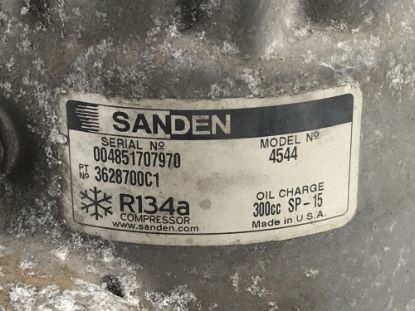 SANDEN
SERIAL Nº MODEL Nº
004851707970 4544
PT Nº 3628700C1
R134a OIL CHARGE
COMPRESSOR 300cc SP-15
www.sanden.com Made in U.S.A.